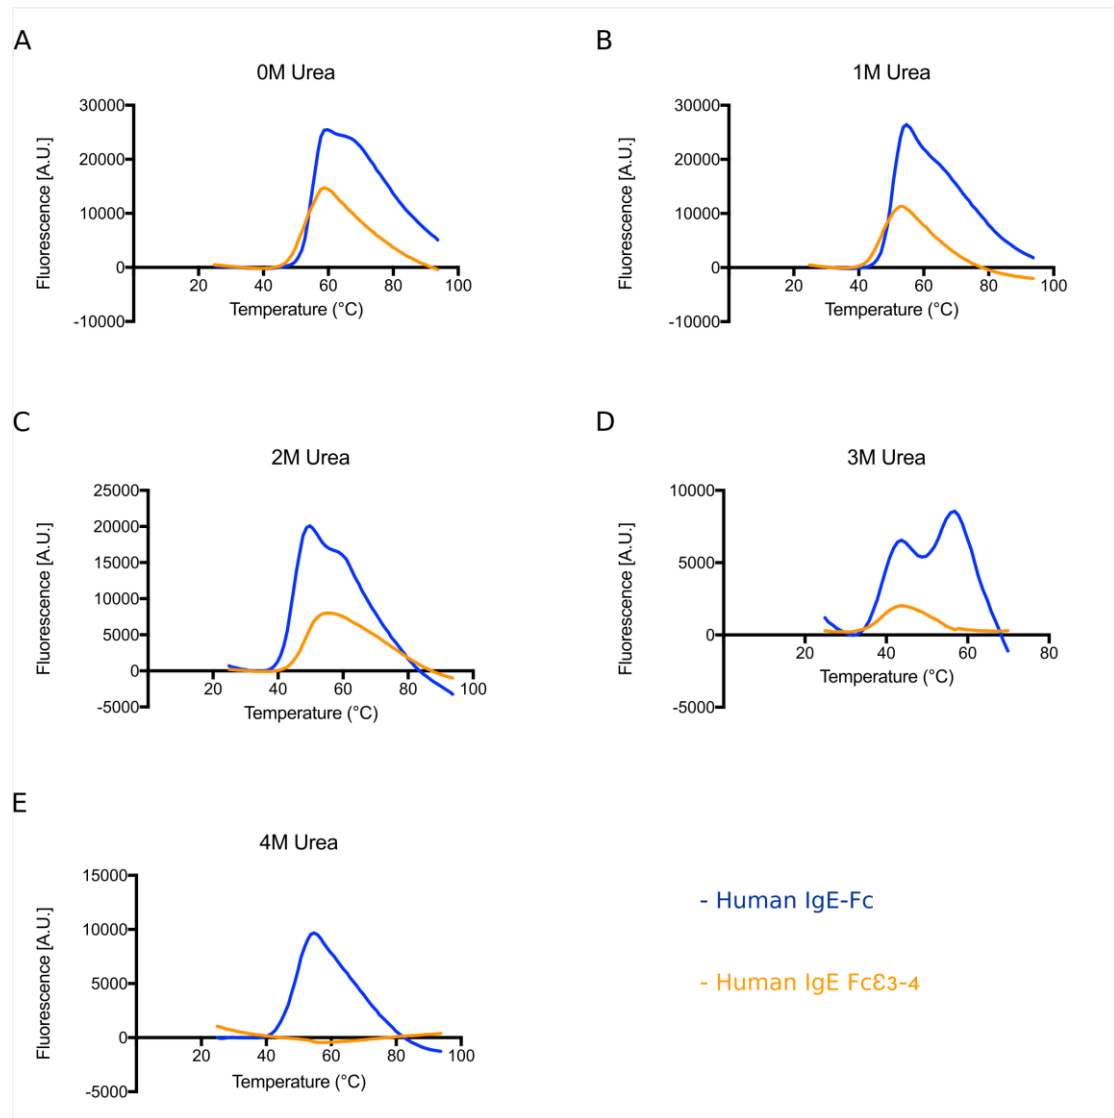 A
0M Urea
Fluorescence [A.U.]
30000
20000
10000
0
-10000
20
40
60
80
100
Temperature (°C)
B
1M Urea
Fluorescence [A.U.]
30000
20000
10000
0
-10000
20
40
60
80
100
Temperature (°C)
C
2M Urea
Fluorescence [A.U.]
25000
20000
15000
10000
5000
0
-5000
20
40
60
80
100
Temperature (°C)
D
3M Urea
Fluorescence [A.U.]
10000
5000
0
-5000
20
40
60
80
Temperature (°C)
E
4M Urea
Fluorescence [A.U.]
15000
10000
5000
0
-5000
20
40
60
80
100
Temperature (°C)
- Human IgE-Fc
- Human IgE Fcε3-4